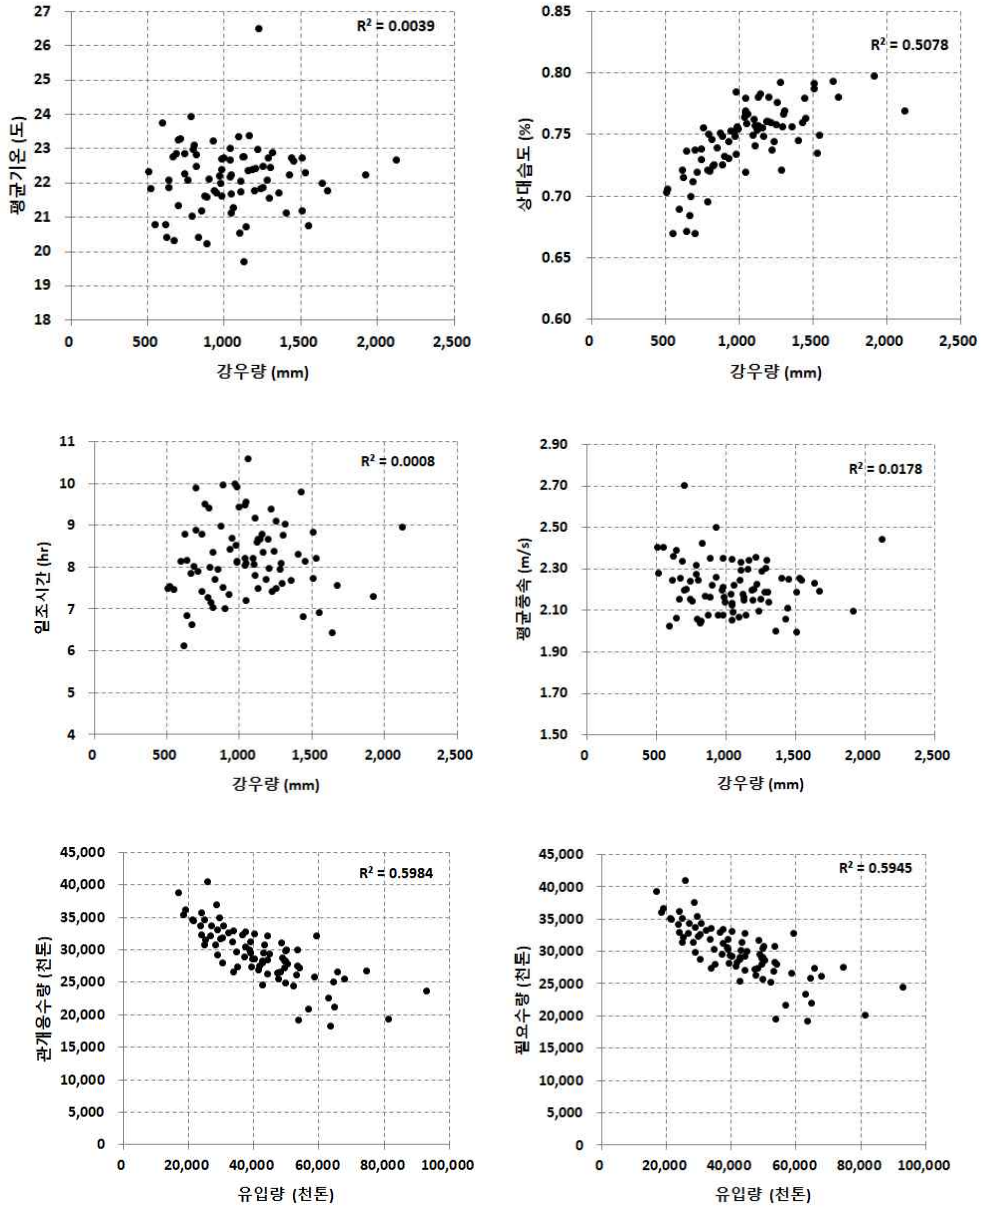 27
26
25
24
23
22
21
20
19
18
R² = 0.0039
평균기온 (도)
0 500 1,000 1,500 2,000 2,500
강우량 (mm)
0.85
0.80
0.75
0.70
0.65
0.60
R² = 0.5078
상대습도 (%)
0 500 1,000 1,500 2,000 2,500
강우량 (mm)
11
10
9
8
7
6
5
4
R² = 0.0008
일조시간 (hr)
0 500 1,000 1,500 2,000 2,500
강우량 (mm)
2.90
2.70
2.50
2.30
2.10
1.90
1.70
1.50
R² = 0.0178
평균풍속 (m/s)
0 500 1,000 1,500 2,000 2,500
강우량 (mm)
45,000
40,000
35,000
30,000
25,000
20,000
15,000
10,000
5,000
0
R² = 0.5984
관개용수량 (천톤)
0 20,000 40,000 60,000 80,000 100,000
유입량 (천톤)
45,000
40,000
35,000
30,000
25,000
20,000
15,000
10,000
5,000
0
R² = 0.5945
필요수량 (천톤)
0 20,000 40,000 60,000 80,000 100,000
유입량 (천톤)